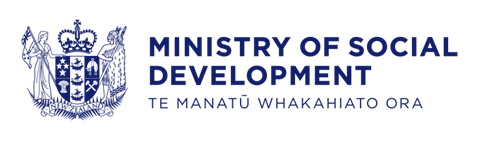 MINISTRY OF SOCIAL
DEVELOPMENT
TE MANATŪ WHAKAHIATO ORA